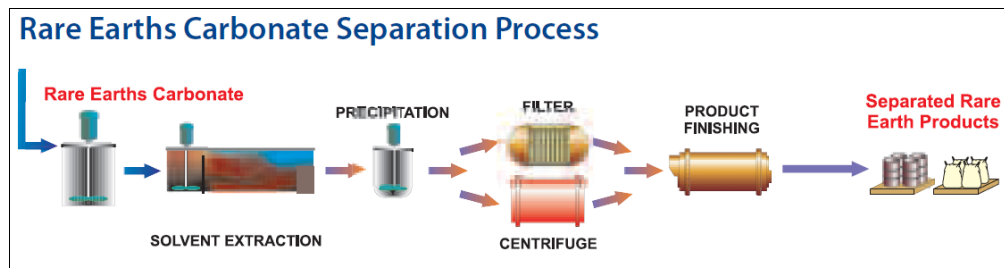 Rare Earths Carbonate Separation Process
Rare Earths Carbonate
SOLVENT EXTRACTION
PRECIPITATION
FILTER
CENTRIFUGE
PRODUCT
FINISHING
Separated Rare
Earth Products